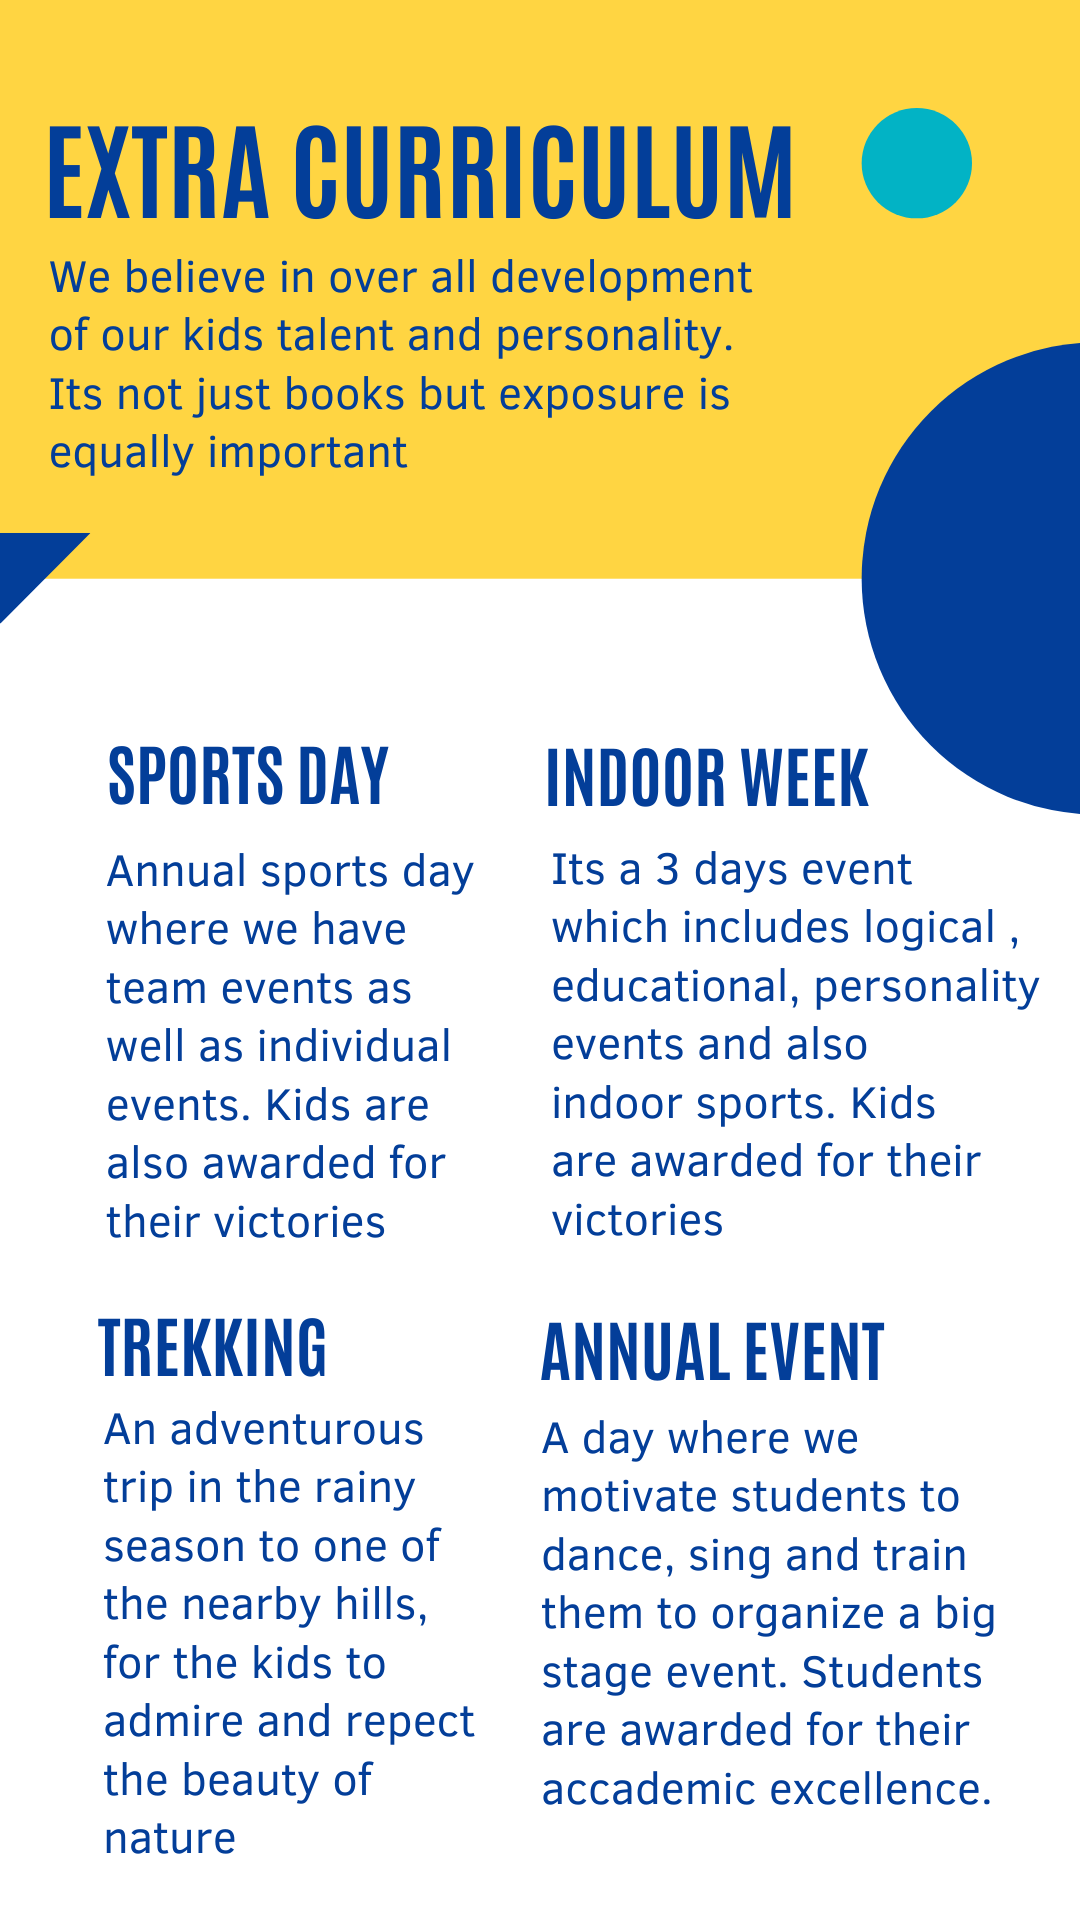 EXTRA CURRICULUM
We believe in over all development
of our kids talent and personality.
Its not just books but exposure is
equally important
SPORTS DAY
Annual sports day
where we have
team events as
well as individual
events. Kids are
also awarded for
their victories
INDOOR WEEK
Its a 3 days event
which includes logical ,
educational, personality
events and also
indoor sports. Kids
are awarded for their
victories
TREKKING
An adventurous
trip in the rainy
season to one of
the nearby hills,
for the kids to
admire and repect
the beauty of
nature
ANNUAL EVENT
A day where we
motivate students to
dance, sing and train
them to organize a big
stage event. Students
are awarded for their
accademic excellence.